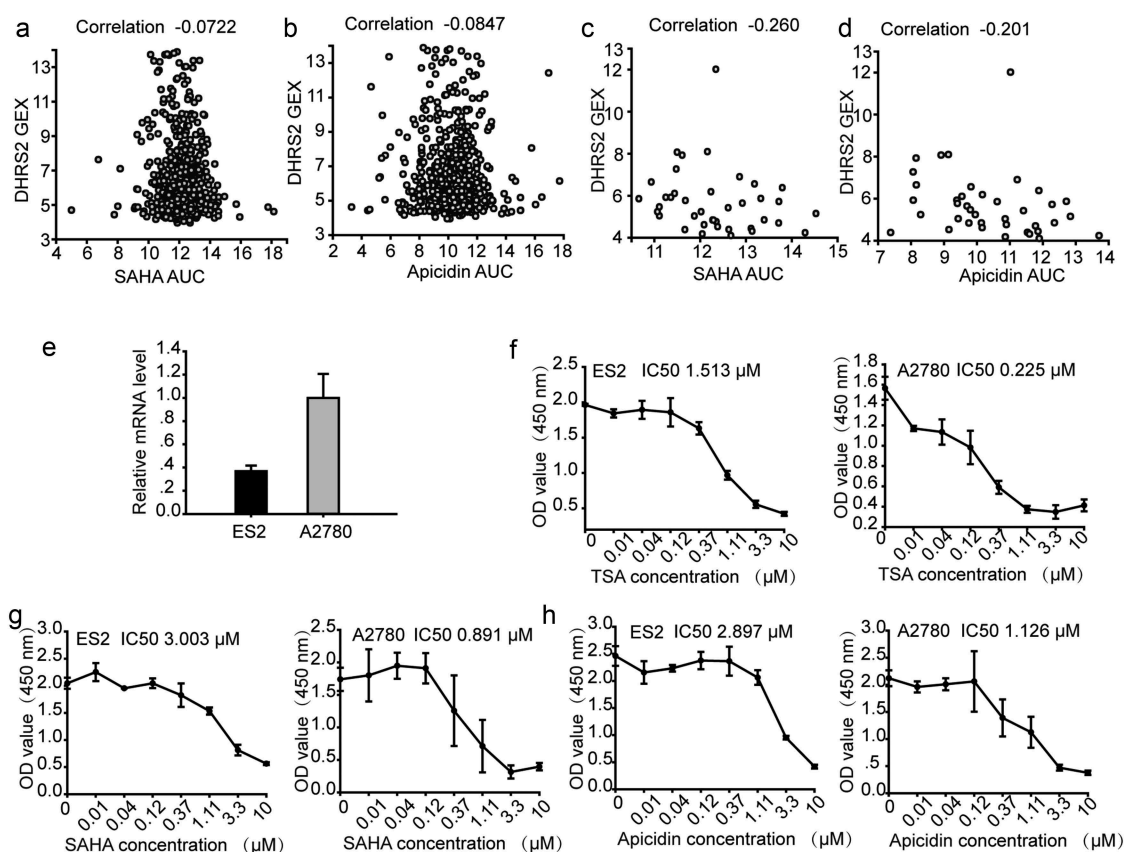 a
Correlation -0.0722
DHRS2 GEX
13
11
9
7
5
3
4 6 8 10 12 14 16 18
SAHA AUC
b
Correlation -0.0847
DHRS2 GEX
13
12
10
8
6
4
2
2 4 6 8 10 12 14 16 18
Apicidin AUC
c
Correlation -0.260
DHRS2 GEX
13
12
10
8
6
4
11 12 13 14 15
SAHA AUC
d
Correlation -0.201
DHRS2 GEX
13
12
10
8
6
4
7 8 9 10 11 12 13 14
Apicidin AUC
e
Relative mRNA level
1.4
1.2
1.0
.8
.6
.4
.2
0.0
ES2 A2780
f
ES2 IC50 1.513 µM
OD value（450 nm）
2.5
2.0
1.5
1.0
0.5
0 0.01 0.04 0.12 0.37 1.11 3.3 10
TSA concentration （µM）
A2780 IC50 0.225 µM
OD value（450 nm）
1.8
1.6
1.4
1.2
1.0
0.8
0.6
0.4
0.2
0 0.01 0.04 0.12 0.37 1.11 3.3 10
TSA concentration （µM）
g
ES2 IC50 3.003 µM
OD value（450 nm）
3.0
2.5
2.0
1.5
1.0
0.5
0.0
0 0.01 0.04 0.12 0.37 1.11 3.3 10
SAHA concentration （µM）
A2780 IC50 0.891 µM
OD value（450 nm）
2.5
2.0
1.5
1.0
0.5
0.0
0 0.01 0.04 0.12 0.37 1.11 3.3 10
SAHA concentration （µM）
h
ES2 IC50 2.897 µM
OD value（450 nm）
3.0
2.5
2.0
1.5
1.0
.5
0.0
0 0.01 0.04 0.12 0.37 1.11 3.3 10
Apicidin concentration （µM）
A2780 IC50 1.126 µM
OD value（450 nm）
3.0
2.5
2.0
1.5
1.0
.5
0.0
0 0.01 0.04 0.12 0.37 1.11 3.3 10
Apicidin concentration （µM）